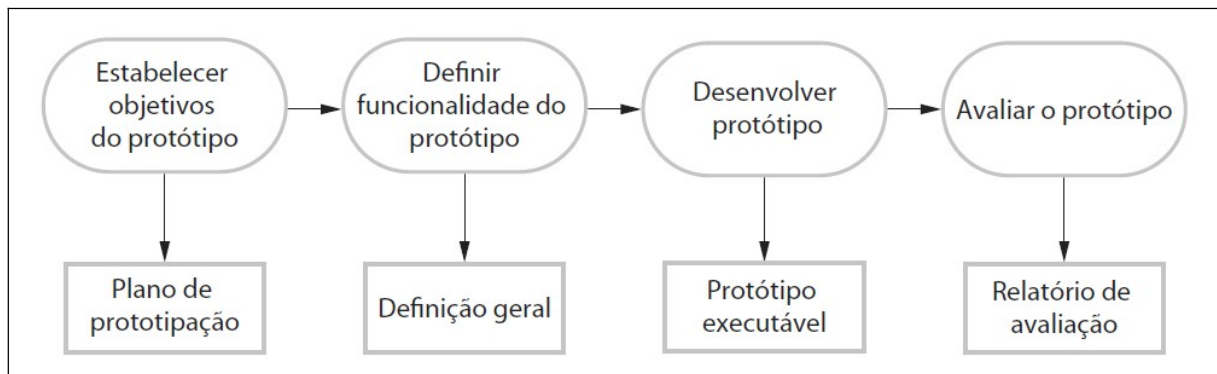 Estabelecer
objetivos
do protótipo
Definir
funcionalidade do
protótipo
Desenvolver
protótipo
Avaliar o protótipo
Plano de
prototipação
Definição geral
Protótipo
executável
Relatório de
avaliação